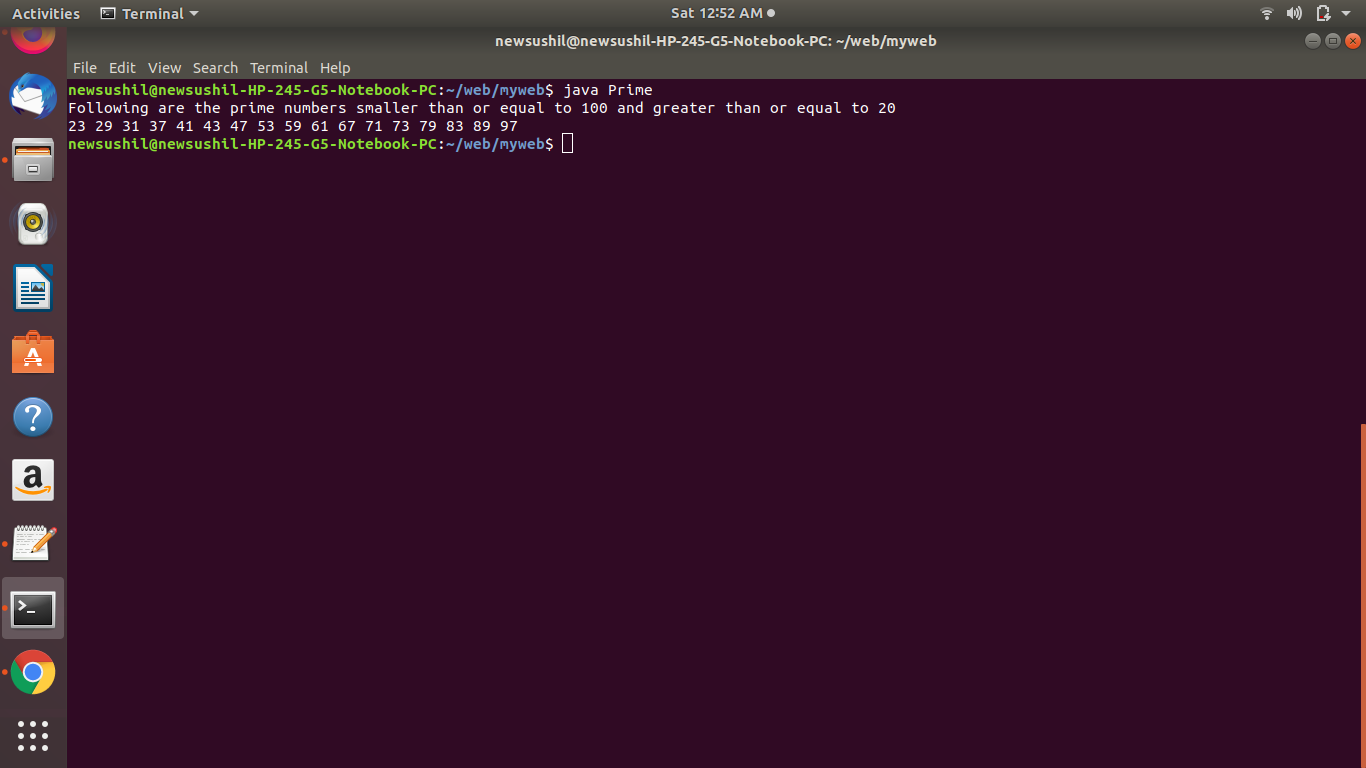 Activities Terminal Sat 12:52 AM
newsushil@newsushil-HP-245-G5-Notebook-PC: ~/web/myweb
File Edit View Search Terminal Help
newsushil@newsushil-HP-245-G5-Notebook-PC:~/web/myweb$ java Prime
Following are the prime numbers smaller than or equal to 100 and greater than or equal to 20
23 29 31 37 41 43 47 53 59 61 67 71 73 79 83 89 97
newsushil@newsushil-HP-245-G5-Notebook-PC:~/web/myweb$